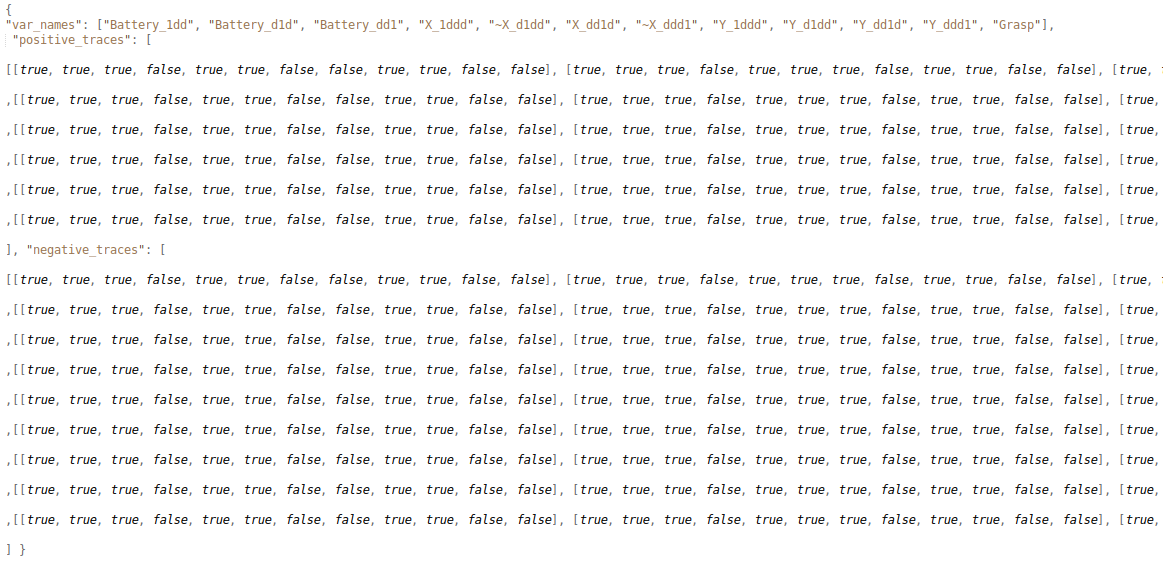 {
"var_names": ["Battery_1dd", "Battery_d1d", "Battery_dd1", "X_1ddd", "~X_d1dd", "X_dd1d", "~X_ddd1", "Y_1ddd", "Y_d1dd", "Y_dd1d", "Y_ddd1", "Grasp"],
"positive_traces": [
[[true, true, true, false, true, true, false, false, true, true, false, false], [true, true, true, false, true, true, true, false, true, true, false, false], [true,
,[[true, true, true, false, true, true, false, false, true, true, false, false], [true, true, true, false, true, true, true, false, true, true, false, false], [true,
,[[true, true, true, false, true, true, false, false, true, true, false, false], [true, true, true, false, true, true, true, false, true, true, false, false], [true,
,[[true, true, true, false, true, true, false, false, true, true, false, false], [true, true, true, false, true, true, true, false, true, true, false, false], [true,
,[[true, true, true, false, true, true, false, false, true, true, false, false], [true, true, true, false, true, true, true, false, true, true, false, false], [true,
,[[true, true, true, false, true, true, false, false, true, true, false, false], [true, true, true, false, true, true, true, false, true, true, false, false], [true,
], "negative_traces": [
[[true, true, true, false, true, true, false, false, true, true, false, false], [true, true, true, false, true, true, true, false, true, true, false, false], [true,
,[[true, true, true, false, true, true, false, false, true, true, false, false], [true, true, true, false, true, true, true, false, true, true, false, false], [true,
,[[true, true, true, false, true, true, false, false, true, true, false, false], [true, true, true, false, true, true, true, false, true, true, false, false], [true,
,[[true, true, true, false, true, true, false, false, true, true, false, false], [true, true, true, false, true, true, true, false, true, true, false, false], [true,
,[[true, true, true, false, true, true, false, false, true, true, false, false], [true, true, true, false, true, true, true, false, true, true, false, false], [true,
,[[true, true, true, false, true, true, false, false, true, true, false, false], [true, true, true, false, true, true, true, false, true, true, false, false], [true,
,[[true, true, true, false, true, true, false, false, true, true, false, false], [true, true, true, false, true, true, true, false, true, true, false, false], [true,
,[[true, true, true, false, true, true, false, false, true, true, false, false], [true, true, true, false, true, true, true, false, true, true, false, false], [true,
,[[true, true, true, false, true, true, false, false, true, true, false, false], [true, true, true, false, true, true, true, false, true, true, false, false], [true,
] }